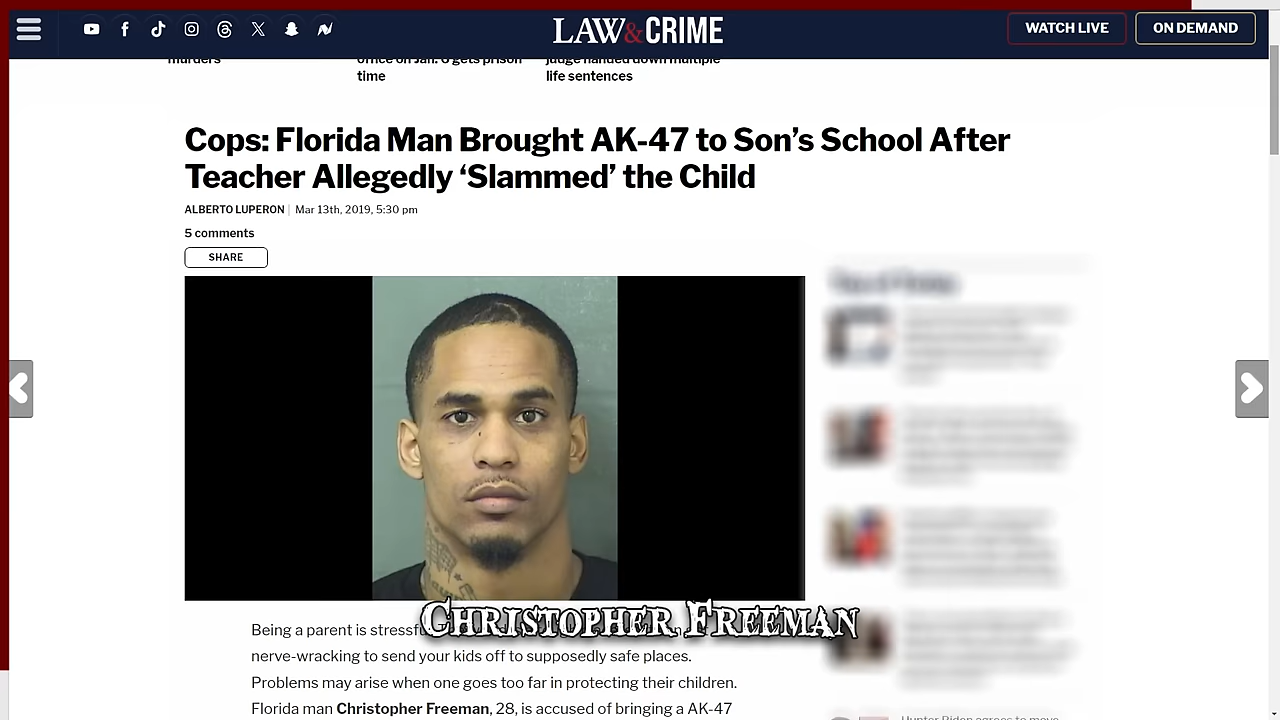 LAW&CRIME
WATCH LIVE
ON DEMAND
murders
office on Jan. 6 gets prison
time
judge handed down multiple
life sentences
Cops: Florida Man Brought AK-47 to Son’s School After
Teacher Allegedly ‘Slammed’ the Child
ALBERTO LUPERON | Mar 13th, 2019, 5:30 pm
5 comments
SHARE
Being a parent is
CHRISTOPHER FREEMAN
nerve-wracking to send your kids off to supposedly safe places.
Problems may arise when one goes too far in protecting their children.
Florida man Christopher Freeman, 28, is accused of bringing a AK-47
Hunter Biden agrees to move